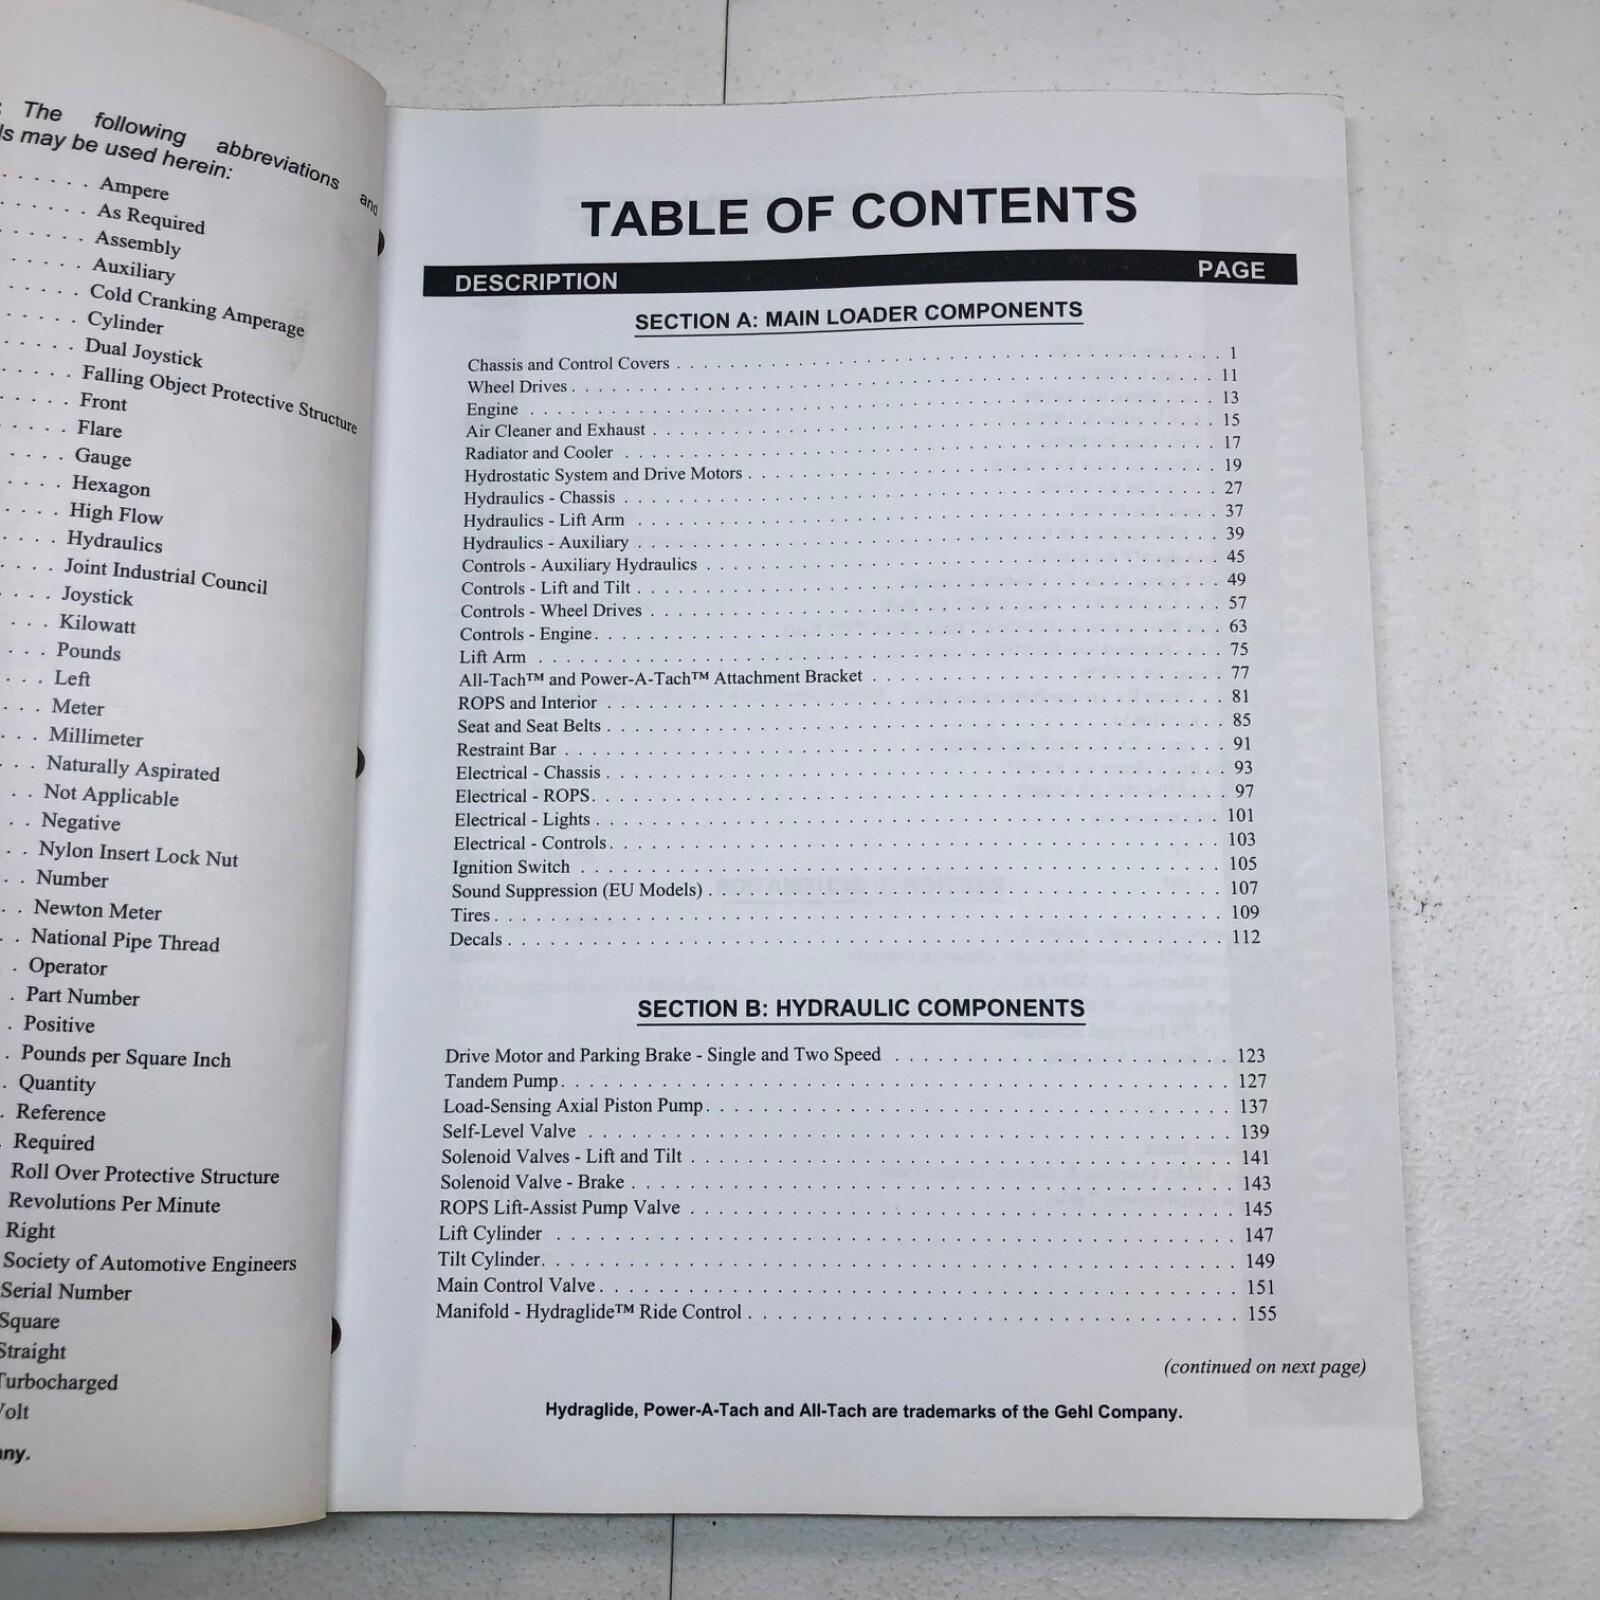 The following abbreviations and
may be used herein:
. . . . . . Ampere
. . . . . . As Required
. . . . . . Assembly
. . . . . Auxiliary
. . . . . Cold Cranking Amperage
. . . . . Cylinder
. . . . . Dual Joystick
. . . . . Falling Object Protective Structure
. . . . . Front
. . . . . Flare
. . . . Gauge
. . . . Hexagon
. . . . High Flow
. . . . Hydraulics
. . . . Joint Industrial Council
. . . . Joystick
. . . Kilowatt
. . . Pounds
. . . Left
. . . Meter
. . . Millimeter
. . . Naturally Aspirated
. . Not Applicable
. . Negative
. . Nylon Insert Lock Nut
. . Number
. . Newton Meter
. . National Pipe Thread
. Operator
. Part Number
. Positive
. Pounds per Square Inch
. Quantity
. Reference
. Required
Roll Over Protective Structure
Revolutions Per Minute
Right
Society of Automotive Engineers
Serial Number
Square
Straight
Turbocharged
TABLE OF CONTENTS
DESCRIPTION PAGE
SECTION A: MAIN LOADER COMPONENTS
Chassis and Control Covers . . . . . 1
Wheel Drives . . . . . 11
Engine . . . . . 13
Air Cleaner and Exhaust . . . . . 15
Radiator and Cooler . . . . . 17
Hydrostatic System and Drive Motors . . . . . 19
Hydraulics - Chassis . . . . . 27
Hydraulics - Lift Arm . . . . . 37
Hydraulics - Auxiliary . . . . . 39
Controls - Auxiliary Hydraulics . . . . . 45
Controls - Lift and Tilt . . . . . 49
Controls - Wheel Drives . . . . . 57
Controls - Engine . . . . . 63
Lift Arm . . . . . 75
All-Tach™ and Power-A-Tach™ Attachment Bracket . . . . . 77
ROPS and Interior . . . . . 81
Seat and Seat Belts . . . . . 85
Restraint Bar . . . . . 91
Electrical - Chassis . . . . . 93
Electrical - ROPS . . . . . 97
Electrical - Lights . . . . . 101
Electrical - Controls . . . . . 103
Ignition Switch . . . . . 105
Sound Suppression (EU Models) . . . . . 107
Tires . . . . . 109
Decals . . . . . 112
SECTION B: HYDRAULIC COMPONENTS
Drive Motor and Parking Brake - Single and Two Speed . . . . . 123
Tandem Pump . . . . . 127
Load-Sensing Axial Piston Pump . . . . . 137
Self-Level Valve . . . . . 139
Solenoid Valves - Lift and Tilt . . . . . 141
Solenoid Valve - Brake . . . . . 143
ROPS Lift-Assist Pump Valve . . . . . 145
Lift Cylinder . . . . . 147
Tilt Cylinder . . . . . 149
Main Control Valve . . . . . 151
Manifold - Hydraglide™ Ride Control . . . . . 155
(continued on next page)
Hydraglide, Power-A-Tach and All-Tach are trademarks of the Gehl Company.